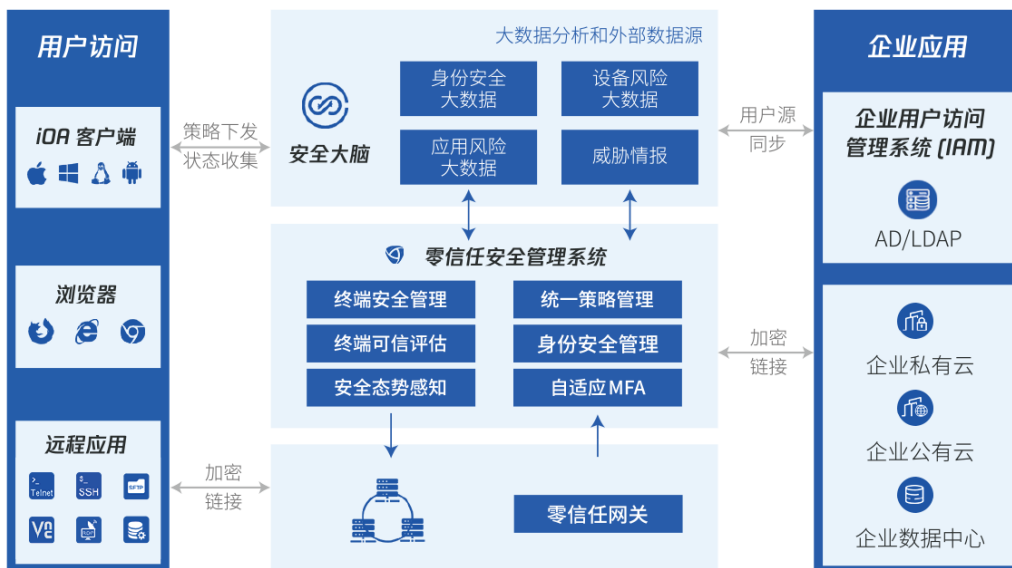 用户访问
iOA 客户端
浏览器
远程应用
Telnet
SSH
SFTP
VNC
RDP
策略下发
状态收集
加密
链接
大数据分析和外部数据源
安全大脑
身份安全
大数据
设备风险
大数据
应用风险
大数据
威胁情报
零信任安全管理系统
终端安全管理
统一策略管理
终端可信评估
身份安全管理
安全态势感知
自适应MFA
零信任网关
用户源
同步
加密
链接
企业应用
企业用户访问
管理系统 (IAM)
AD/LDAP
企业私有云
企业公有云
企业数据中心